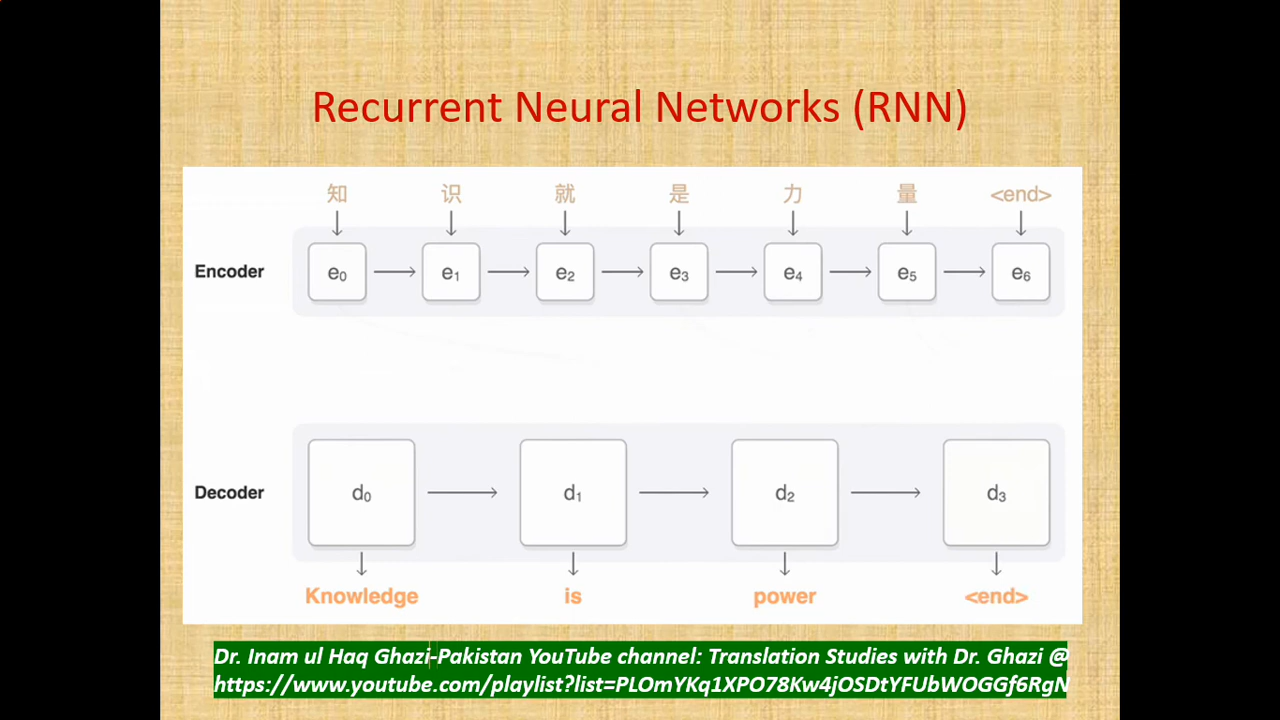 Recurrent Neural Networks (RNN)
知 识 就 是 力 量 <end>
Encoder e₀ e₁ e₂ e₃ e₄ e₅ e₆
Decoder d₀ d₁ d₂ d₃
Knowledge is power <end>
Dr. Inam ul Haq Ghazi-Pakistan YouTube channel: Translation Studies with Dr. Ghazi @
https://www.youtube.com/playlist?list=PLOmYKq1XPO78Kw4jOSDtYFUbWOGGf6RgN